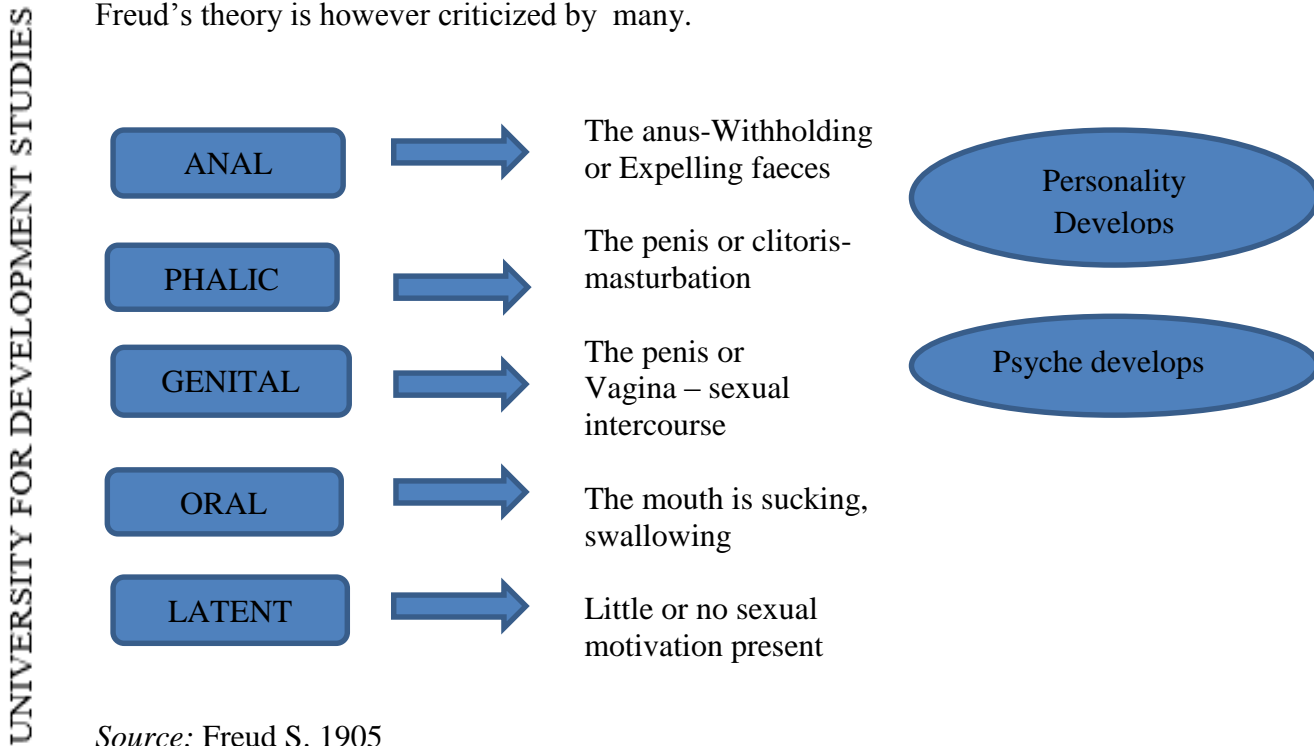 UNIVERSITY FOR DEVELOPMENT STUDIES
Freud’s theory is however criticized by many.
ANAL
The anus-Withholding
or Expelling faeces
PHALIC
The penis or clitoris-
masturbation
GENITAL
The penis or
Vagina – sexual
intercourse
ORAL
The mouth is sucking,
swallowing
LATENT
Little or no sexual
motivation present
Personality
Develops
Psyche develops
Source: Freud S. 1905